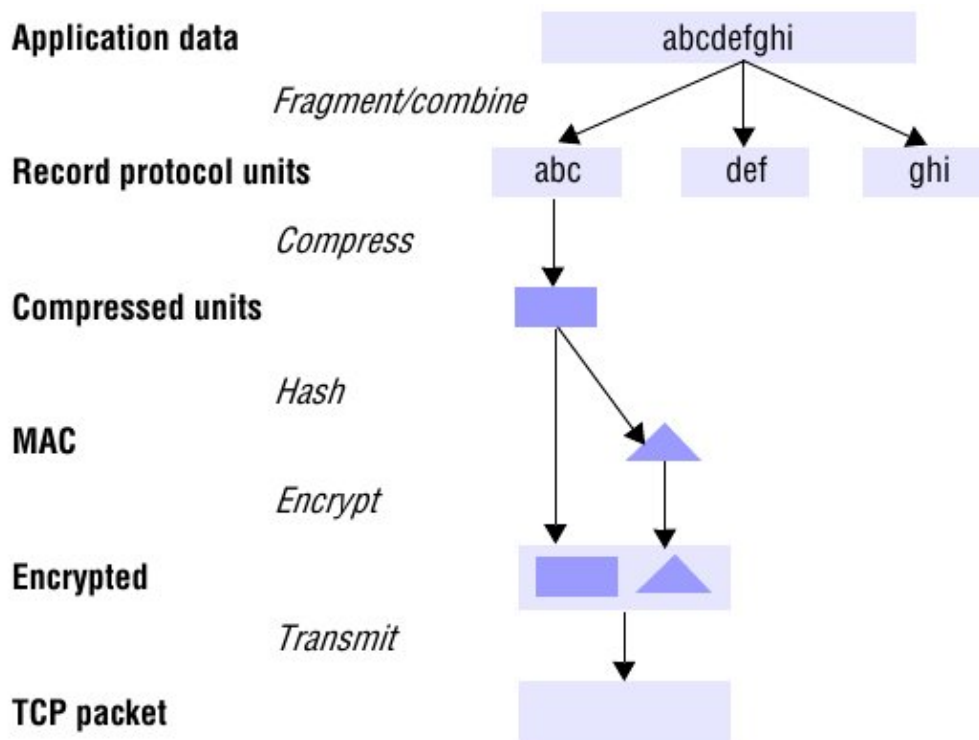 Application data
abcdefghi
Fragment/combine
Record protocol units
abc
def
ghi
Compress
Compressed units
Hash
MAC
Encrypt
Encrypted
Transmit
TCP packet